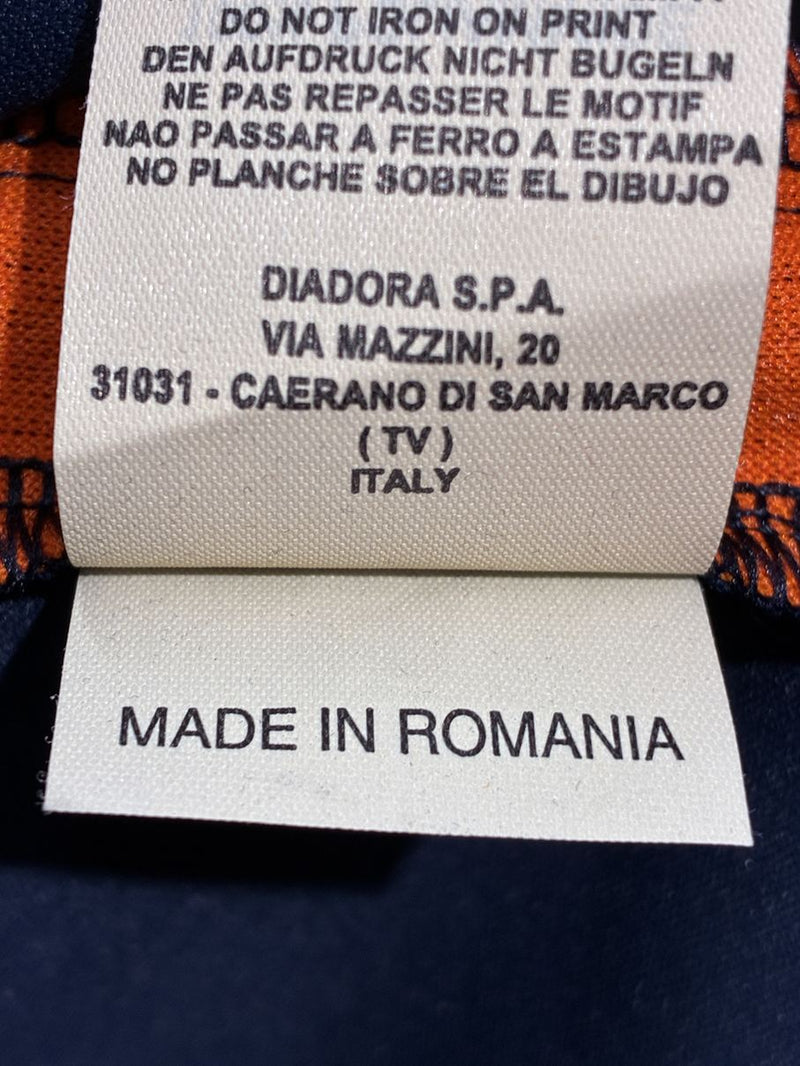 DO NOT IRON ON PRINT
DEN AUFDRUCK NICHT BUGELN
NE PAS REPASSER LE MOTIF
NAO PASSAR A FERRO A ESTAMPA
NO PLANCHE SOBRE EL DIBUJO
DIADORA S.P.A.
VIA MAZZINI, 20
31031 - CAERANO DI SAN MARCO
( TV )
ITALY
MADE IN ROMANIA